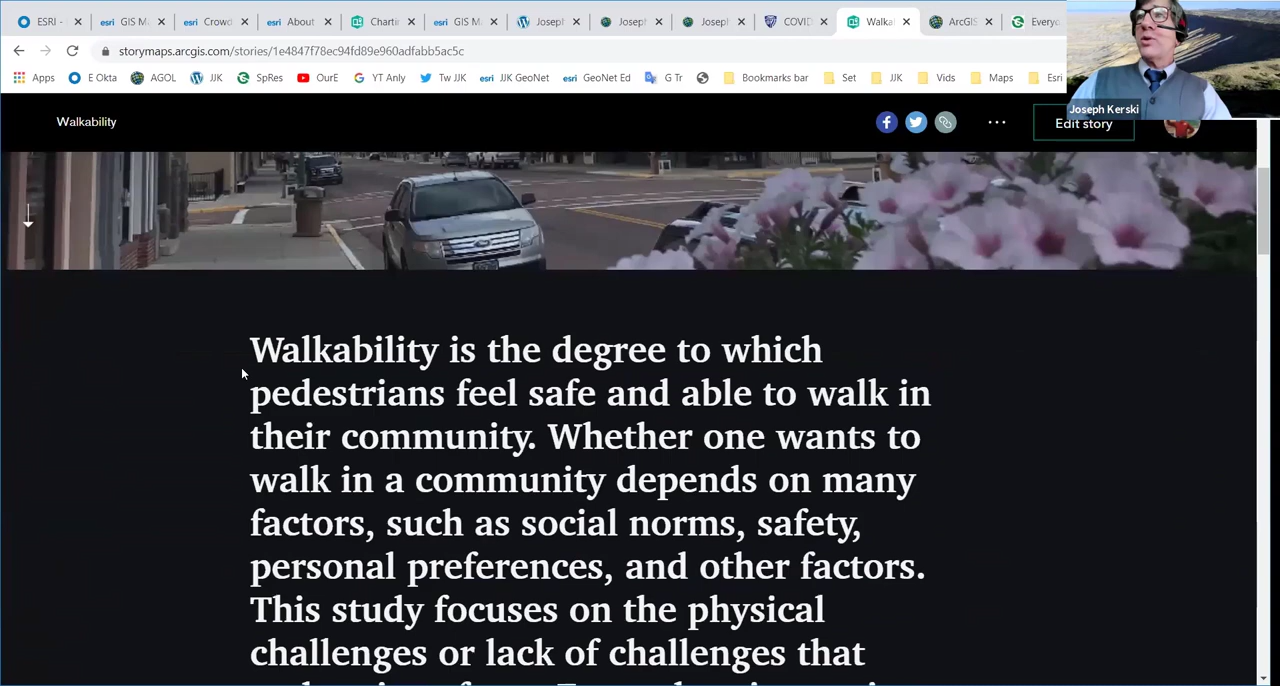 ESRI -
GIS M
Crowd
About
Chartin
GIS M
Joseph
Joseph
Joseph
COVI
Walka
ArcGIS
Everyo
storymaps.arcgis.com/stories/1e4847f78ec94fd89e960adfabb5ac5c
Apps
E Okta
AGOL
JJK
SpRes
OurE
YT Anly
Tw JJK
esri JJK GeoNet
esri GeoNet Ed
G Tr
Bookmarks bar
Set
JJK
Vids
Maps
Esri
Joseph Kerski
Walkability
Edit story
Walkability is the degree to which
pedestrians feel safe and able to walk in
their community. Whether one wants to
walk in a community depends on many
factors, such as social norms, safety,
personal preferences, and other factors.
This study focuses on the physical
challenges or lack of challenges that